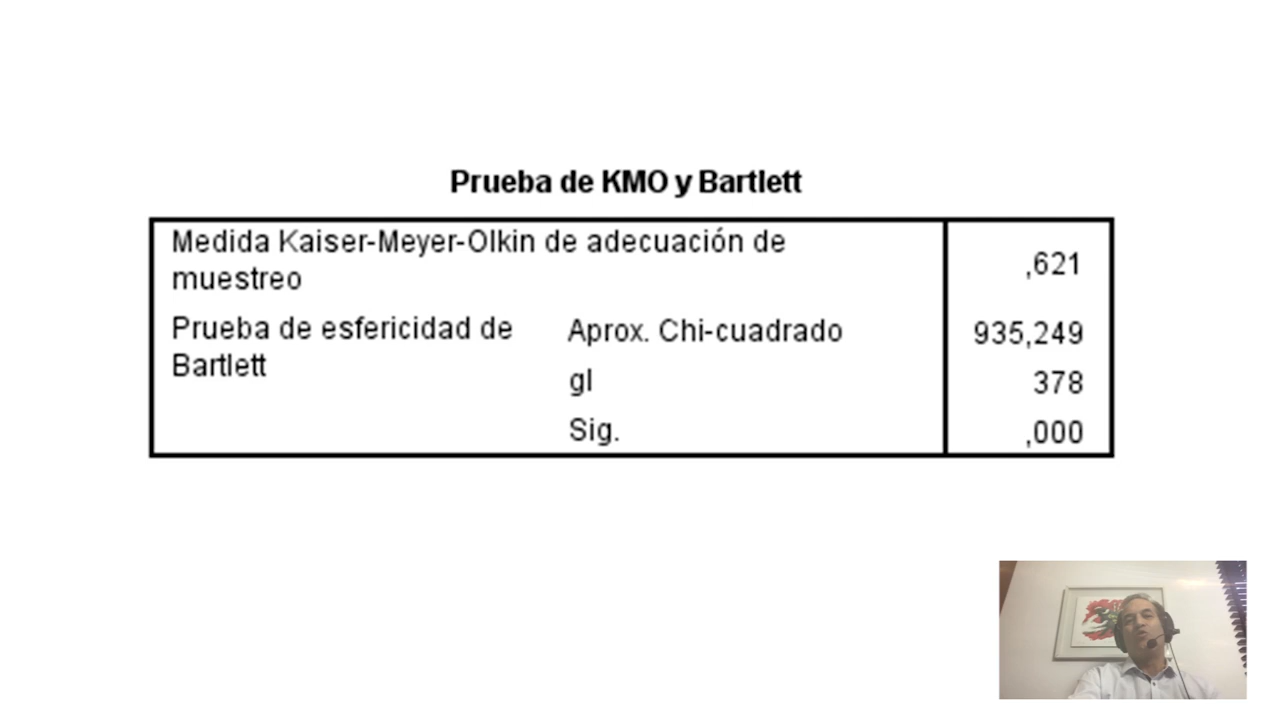 Prueba de KMO y Bartlett
Medida Kaiser-Meyer-Olkin de adecuación de
muestreo
,621
Prueba de esfericidad de
Bartlett
Aprox. Chi-cuadrado
935,249
gl
378
Sig.
,000